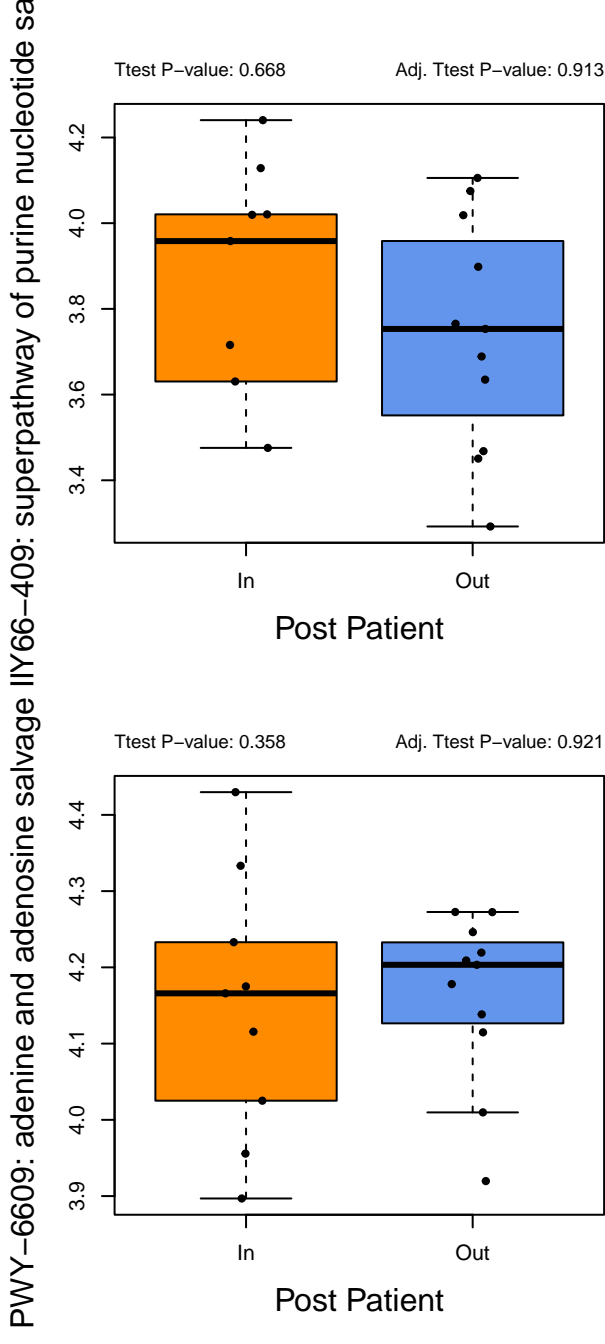 Ttest P−value: 0.668 Adj. Ttest P−value: 0.913
4.2
4.0
3.8
3.6
3.4
In Out
Post Patient
PWY−6609: adenine and adenosine salvage IIY66−409: superpathway of purine nucleotide
Ttest P−value: 0.358 Adj. Ttest P−value: 0.921
4.4
4.3
4.2
4.1
4.0
3.9
In Out
Post Patient